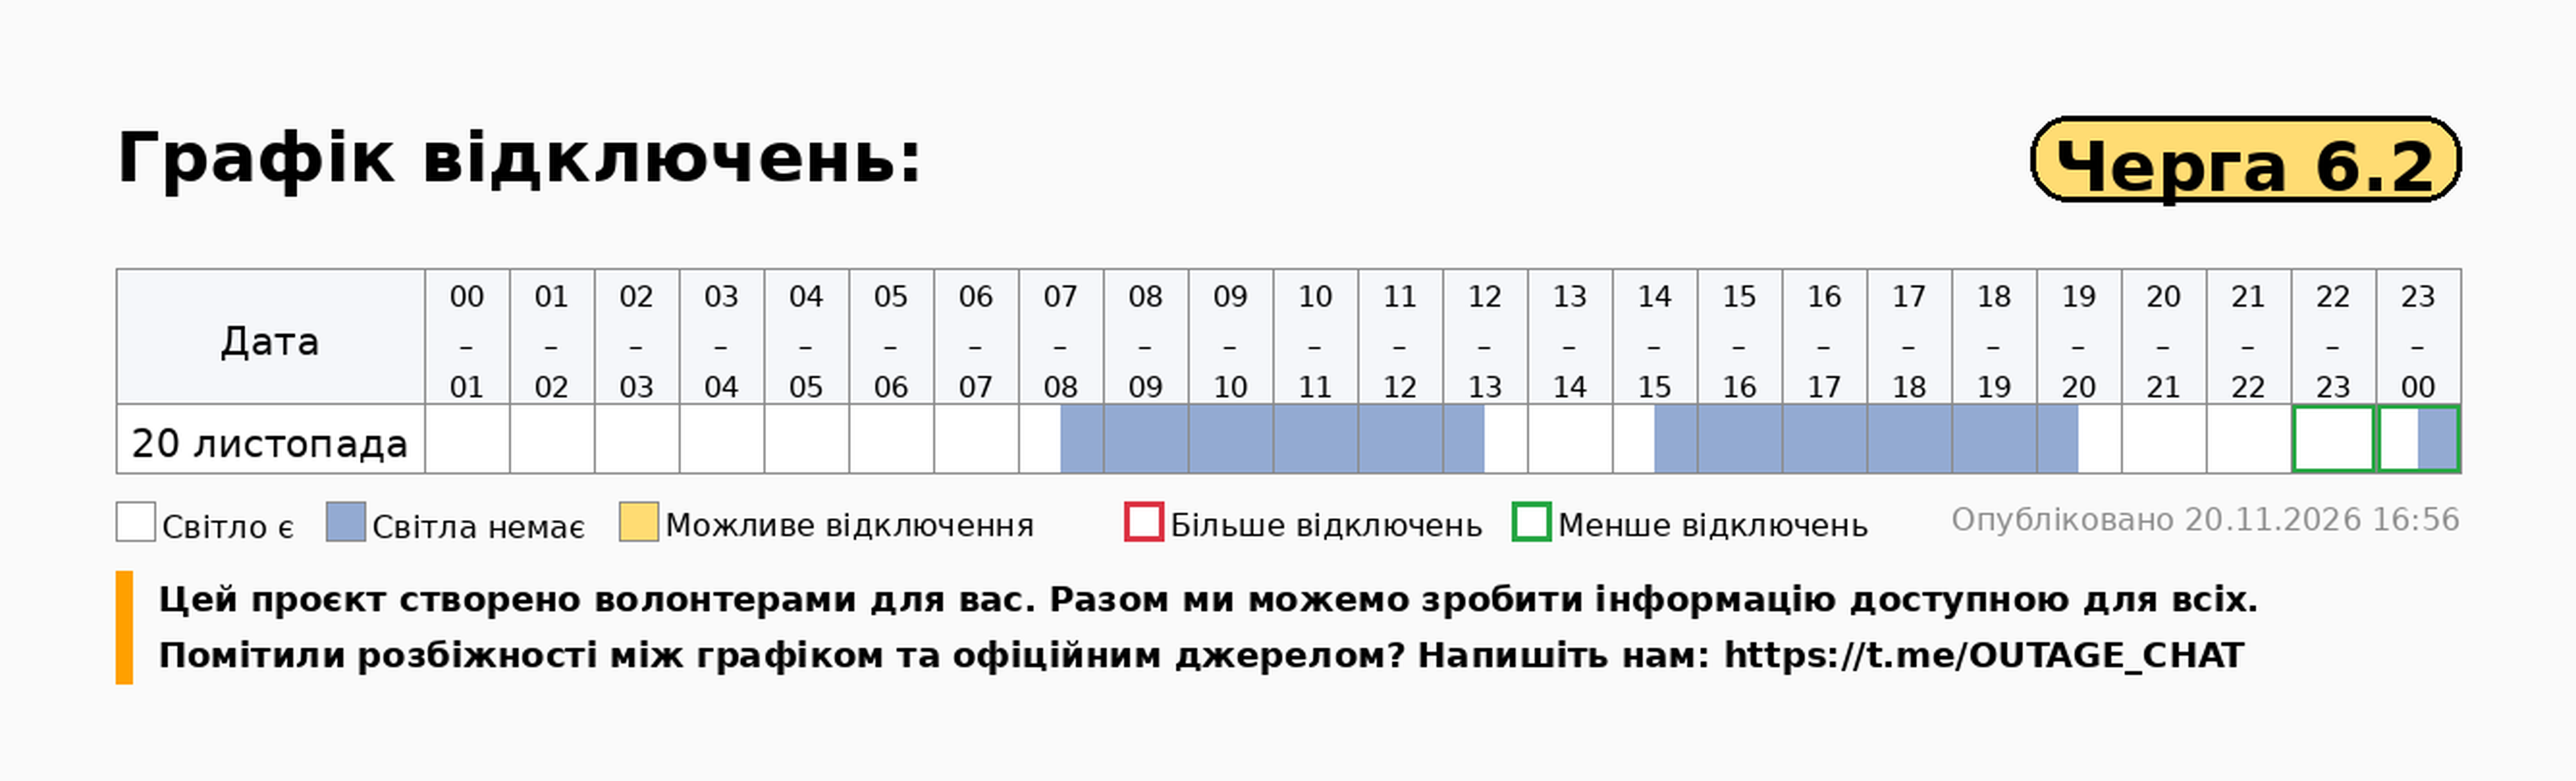 Графік відключень:
Черга 6.2
Дата
00 – 01
01 – 02
02 – 03
03 – 04
04 – 05
05 – 06
06 – 07
07 – 08
08 – 09
09 – 10
10 – 11
11 – 12
12 – 13
13 – 14
14 – 15
15 – 16
16 – 17
17 – 18
18 – 19
19 – 20
20 – 21
21 – 22
22 – 23
23 – 00
20 листопада
Світло є
Світла немає
Можливе відключення
Більше відключень
Менше відключень
Опубліковано 20.11.2026 16:56
Цей проєкт створено волонтерами для вас. Разом ми можемо зробити інформацію доступною для всіх.
Помітили розбіжності між графіком та офіційним джерелом? Напишіть нам: https://t.me/OUTAGE_CHAT